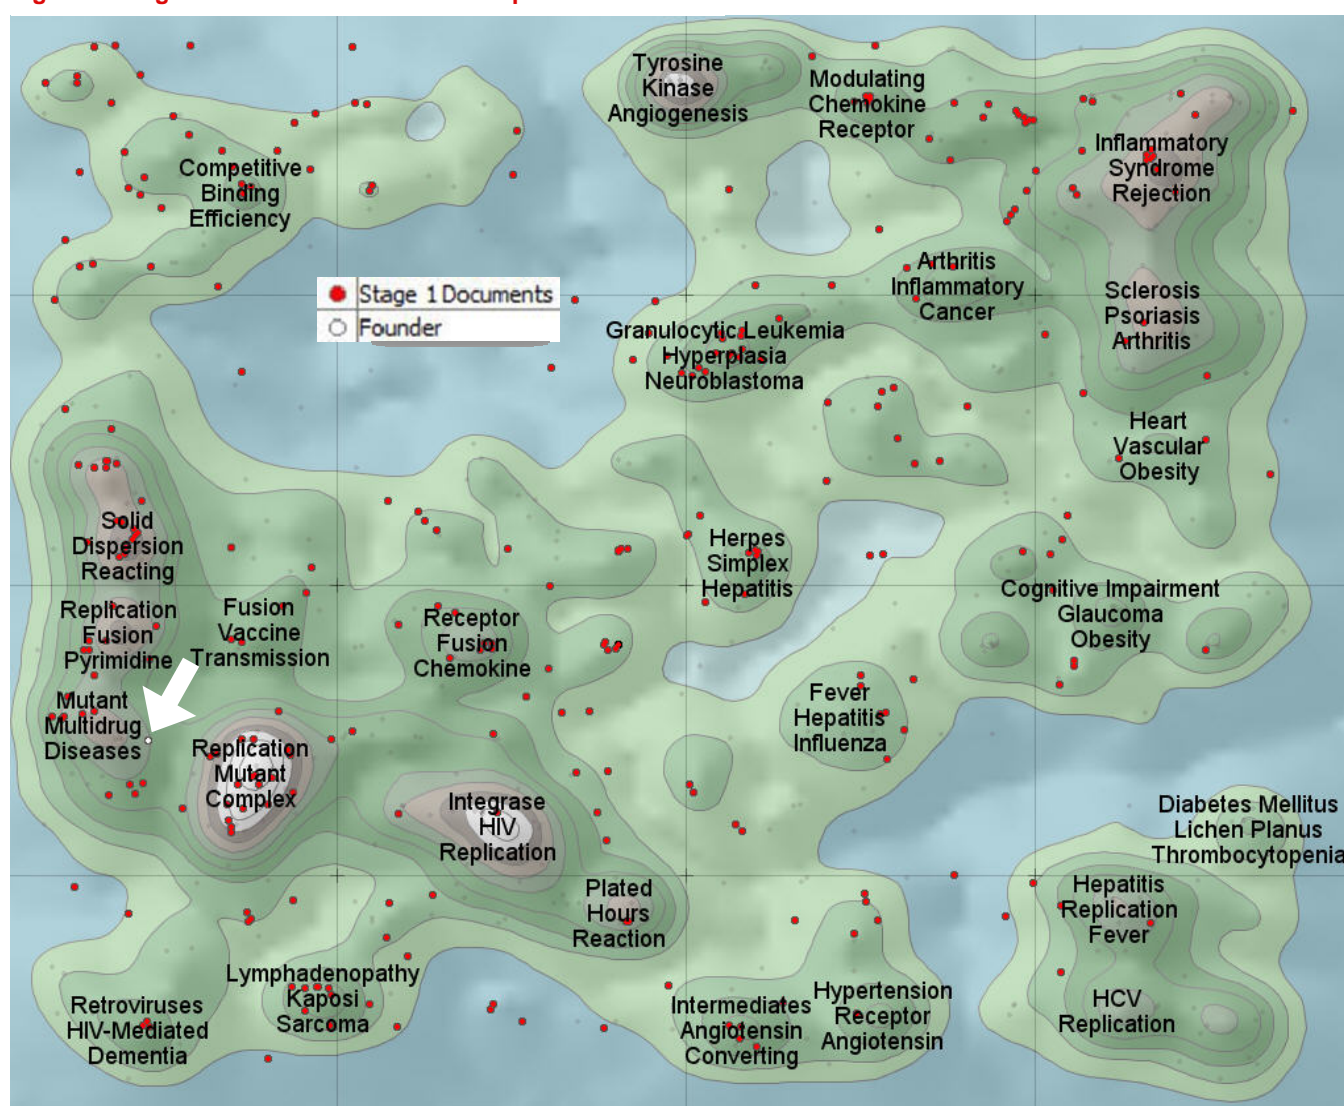 Tyrosine
Kinase
Angiogenesis
Modulating
Chemokine
Receptor
Inflammatory
Syndrome
Rejection
Competitive
Binding
Efficiency
Arthritis
Inflammatory
Cancer
Stage 1 Documents
Founder
Sclerosis
Psoriasis
Arthritis
Granulocytic Leukemia
Hyperplasia
Neuroblastoma
Heart
Vascular
Obesity
Solid
Dispersion
Reacting
Herpes
Simplex
Hepatitis
Cognitive Impairment
Glaucoma
Obesity
Replication
Fusion
Pyrimidine
Fusion
Vaccine
Transmission
Receptor
Fusion
Chemokine
Mutant
Multidrug
Diseases
Fever
Hepatitis
Influenza
Replication
Mutant
Complex
Integrase
HIV
Replication
Diabetes Mellitus
Lichen Planus
Thrombocytopenia
Plated
Hours
Reaction
Hepatitis
Replication
Fever
Lymphadenopathy
Kaposi
Sarcoma
Retroviruses
HIV-Mediated
Dementia
Intermediates
Angiotensin
Converting
Hypertension
Receptor
Angiotensin
HCV
Replication